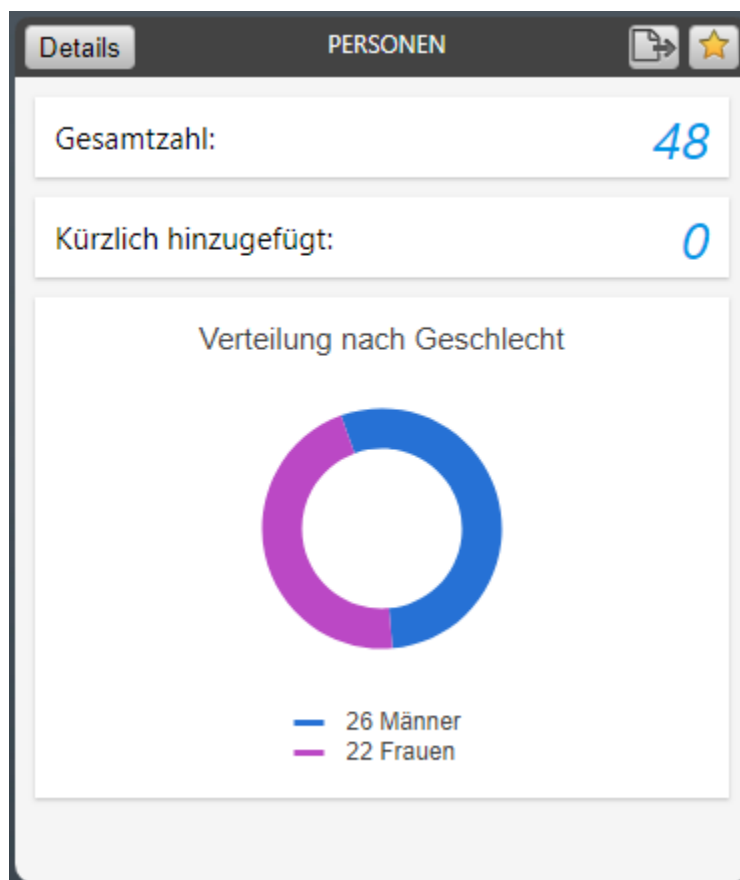 Details PERSONEN
Gesamtzahl: 48
Kürzlich hinzugefügt: 0
Verteilung nach Geschlecht
26 Männer
22 Frauen